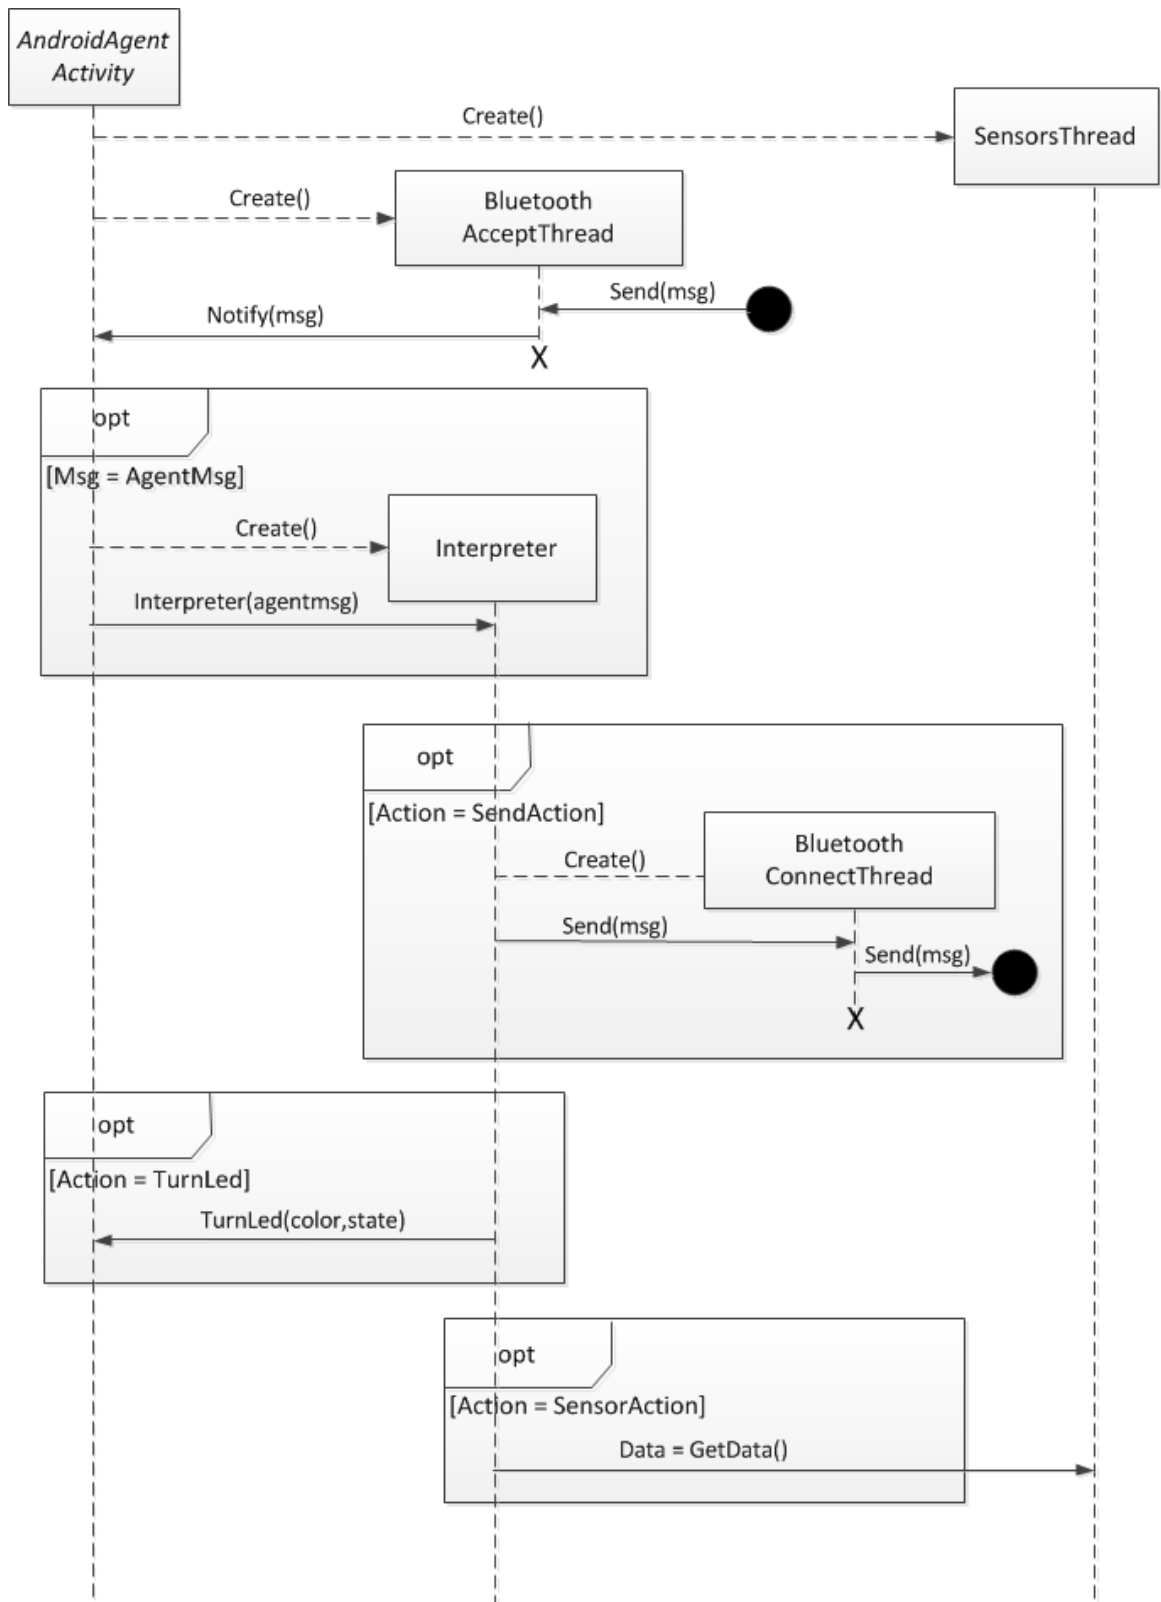 AndroidAgent
Activity
Create()
SensorsThread
Create()
Bluetooth
AcceptThread
Send(msg)
Notify(msg)
X
opt
[Msg = AgentMsg]
Create()
Interpreter
Interpreter(agentmsg)
opt
[Action = SendAction]
Bluetooth
ConnectThread
Create()
Send(msg)
Send(msg)
X
opt
[Action = TurnLed]
TurnLed(color,state)
opt
[Action = SensorAction]
Data = GetData()